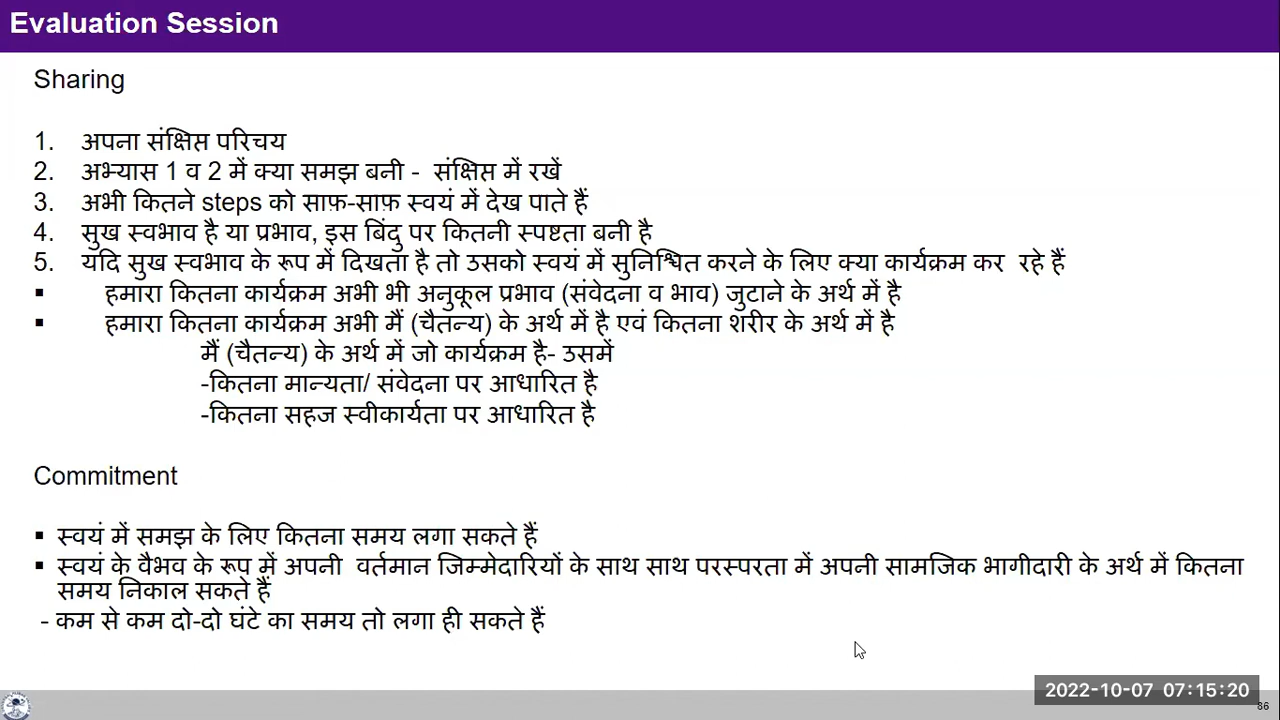 Evaluation Session
Sharing
1. अपना संक्षिप्त परिचय
2. अभ्यास 1 व 2 में क्या समझ बनी - संक्षिप्त में रखें
3. अभी कितने steps को साफ़-साफ़ स्वयं में देख पाते हैं
4. सुख स्वभाव है या प्रभाव, इस बिंदु पर कितनी स्पष्टता बनी है
5. यदि सुख स्वभाव के रूप में दिखता है तो उसको स्वयं में सुनिश्चित करने के लिए क्या कार्यक्रम कर रहे हैं
▪ हमारा कितना कार्यक्रम अभी भी अनुकूल प्रभाव (संवेदना व भाव) जुटाने के अर्थ में है
▪ हमारा कितना कार्यक्रम अभी मैं (चैतन्य) के अर्थ में है एवं कितना शरीर के अर्थ में है
मैं (चैतन्य) के अर्थ में जो कार्यक्रम है- उसमें
-कितना मान्यता/ संवेदना पर आधारित है
-कितना सहज स्वीकार्यता पर आधारित है
Commitment
▪ स्वयं में समझ के लिए कितना समय लगा सकते हैं
▪ स्वयं के वैभव के रूप में अपनी वर्तमान जिम्मेदारियों के साथ साथ परस्परता में अपनी सामजिक भागीदारी के अर्थ में कितना
समय निकाल सकते हैं
- कम से कम दो-दो घंटे का समय तो लगा ही सकते हैं
2022-10-07 07:15:20
86